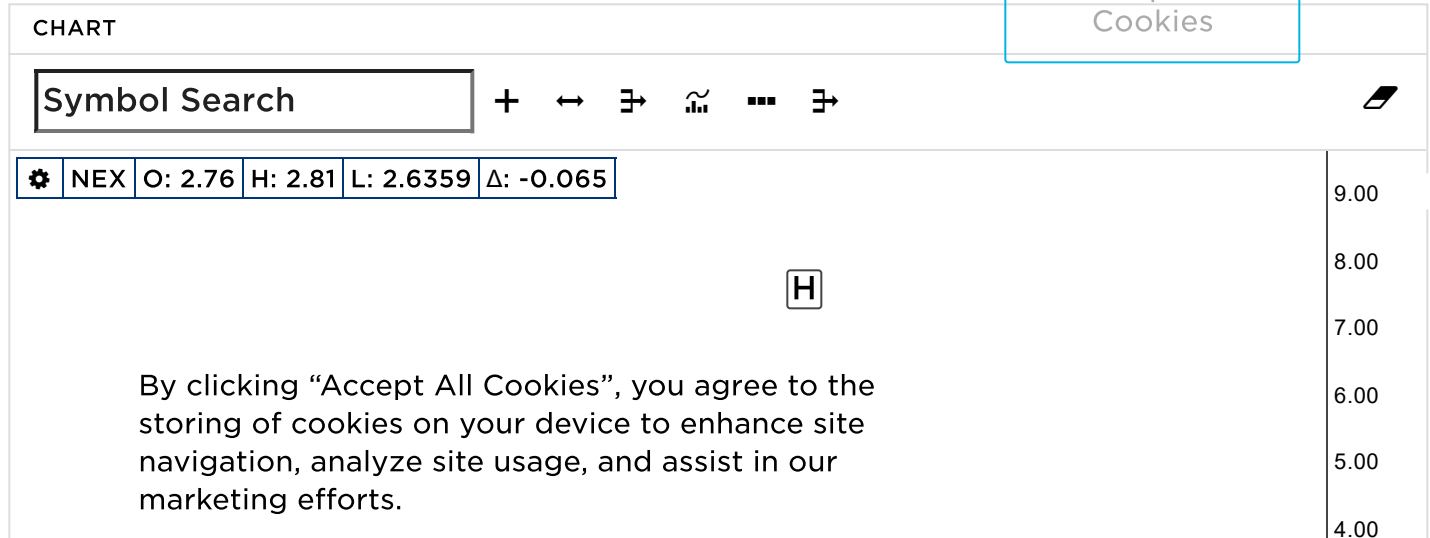 Cookies
CHART
Symbol Search
NEX O: 2.76 H: 2.81 L: 2.6359 Δ: -0.065
9.00
8.00
H
7.00
By clicking “Accept All Cookies”, you agree to the
storing of cookies on your device to enhance site
navigation, analyze site usage, and assist in our
marketing efforts.
6.00
5.00
4.00